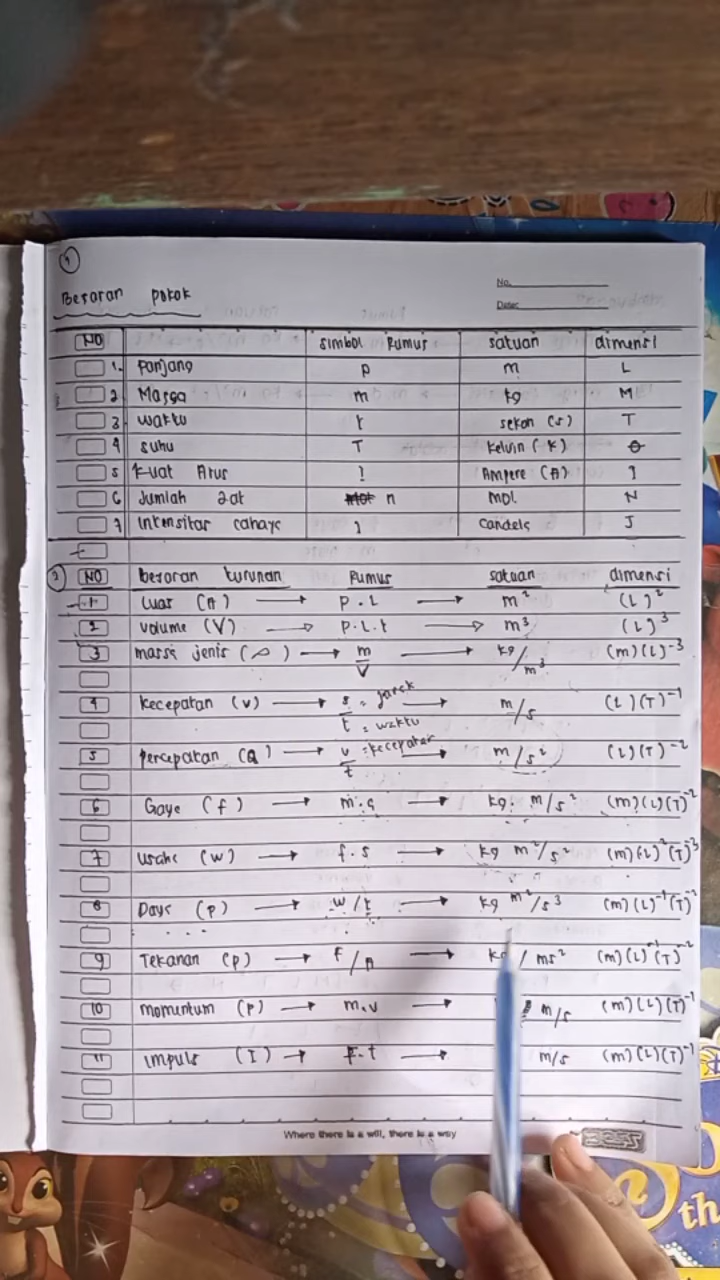 1
Besaran Pokok
No.
Date:
NO simbol Rumus satuan dimensi
1. Panjang p m L
2 Massa m kg M
3 waktu t sekon (s) T
4 suhu T Kelvin (K) θ
5 Kuat Arus I Ampere (A) I
6 Jumlah zat n mol N
7 Intensitas cahaya J Candela J
2 NO besaran turunan Rumus satuan dimensi
1 Luas (A) → P.L → m² (L)²
2 volume (V) → P.L.t → m³ (L)³
3 massa jenis ( ) → m/V → kg/m³ (m)(L)⁻³
4 kecepatan (v) → s/t = jarak = waktu → m/s (L)(T)⁻¹
5 percepatan (a) → v/t = kecepatan → m/s² (L)(T)⁻²
6 Gaya (f) → m.a → kg. m/s² (m)(L)(T)⁻²
7 usaha (w) → f.s → kg m²/s² (m)(L)²(T)⁻³
8 Daya (p) → w/t → kg m²/s³ (m)(L)⁻¹(T)⁻²
9 Tekanan (p) → F/A → kg/ms² (m)(L)⁻¹(T)⁻²
10 momentum (P) → m.v → m/s (m)(L)(T)⁻¹
11 impuls (I) → F.t → m/s (m)(L)(T)⁻¹
Where there is a will, there is a way